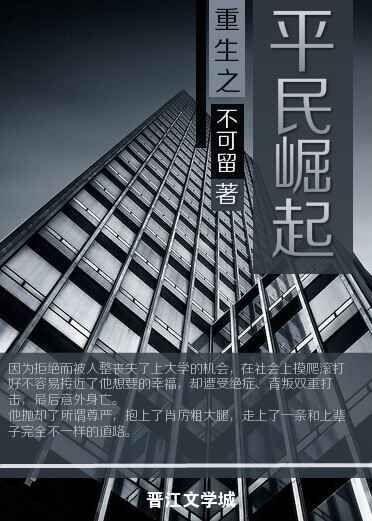 重生之
平民崛起
不可留 著
因为拒绝而被人整丧失了上大学的机会，在社会上摸爬滚打
好不容易接近了他想要的幸福，却遭受绝症、背叛双重打
击，最后意外身亡。
他抛却了所谓尊严，抱上了肖厉粗大腿，走上了一条和上辈
子完全不一样的道路。
晋江文学城